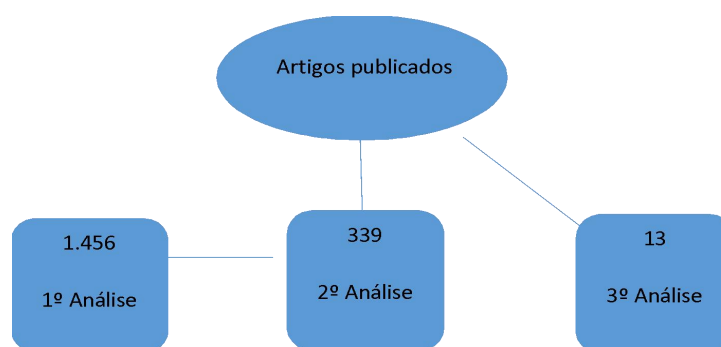 Artigos publicados
1.456
1º Análise
339
2º Análise
13
3º Análise